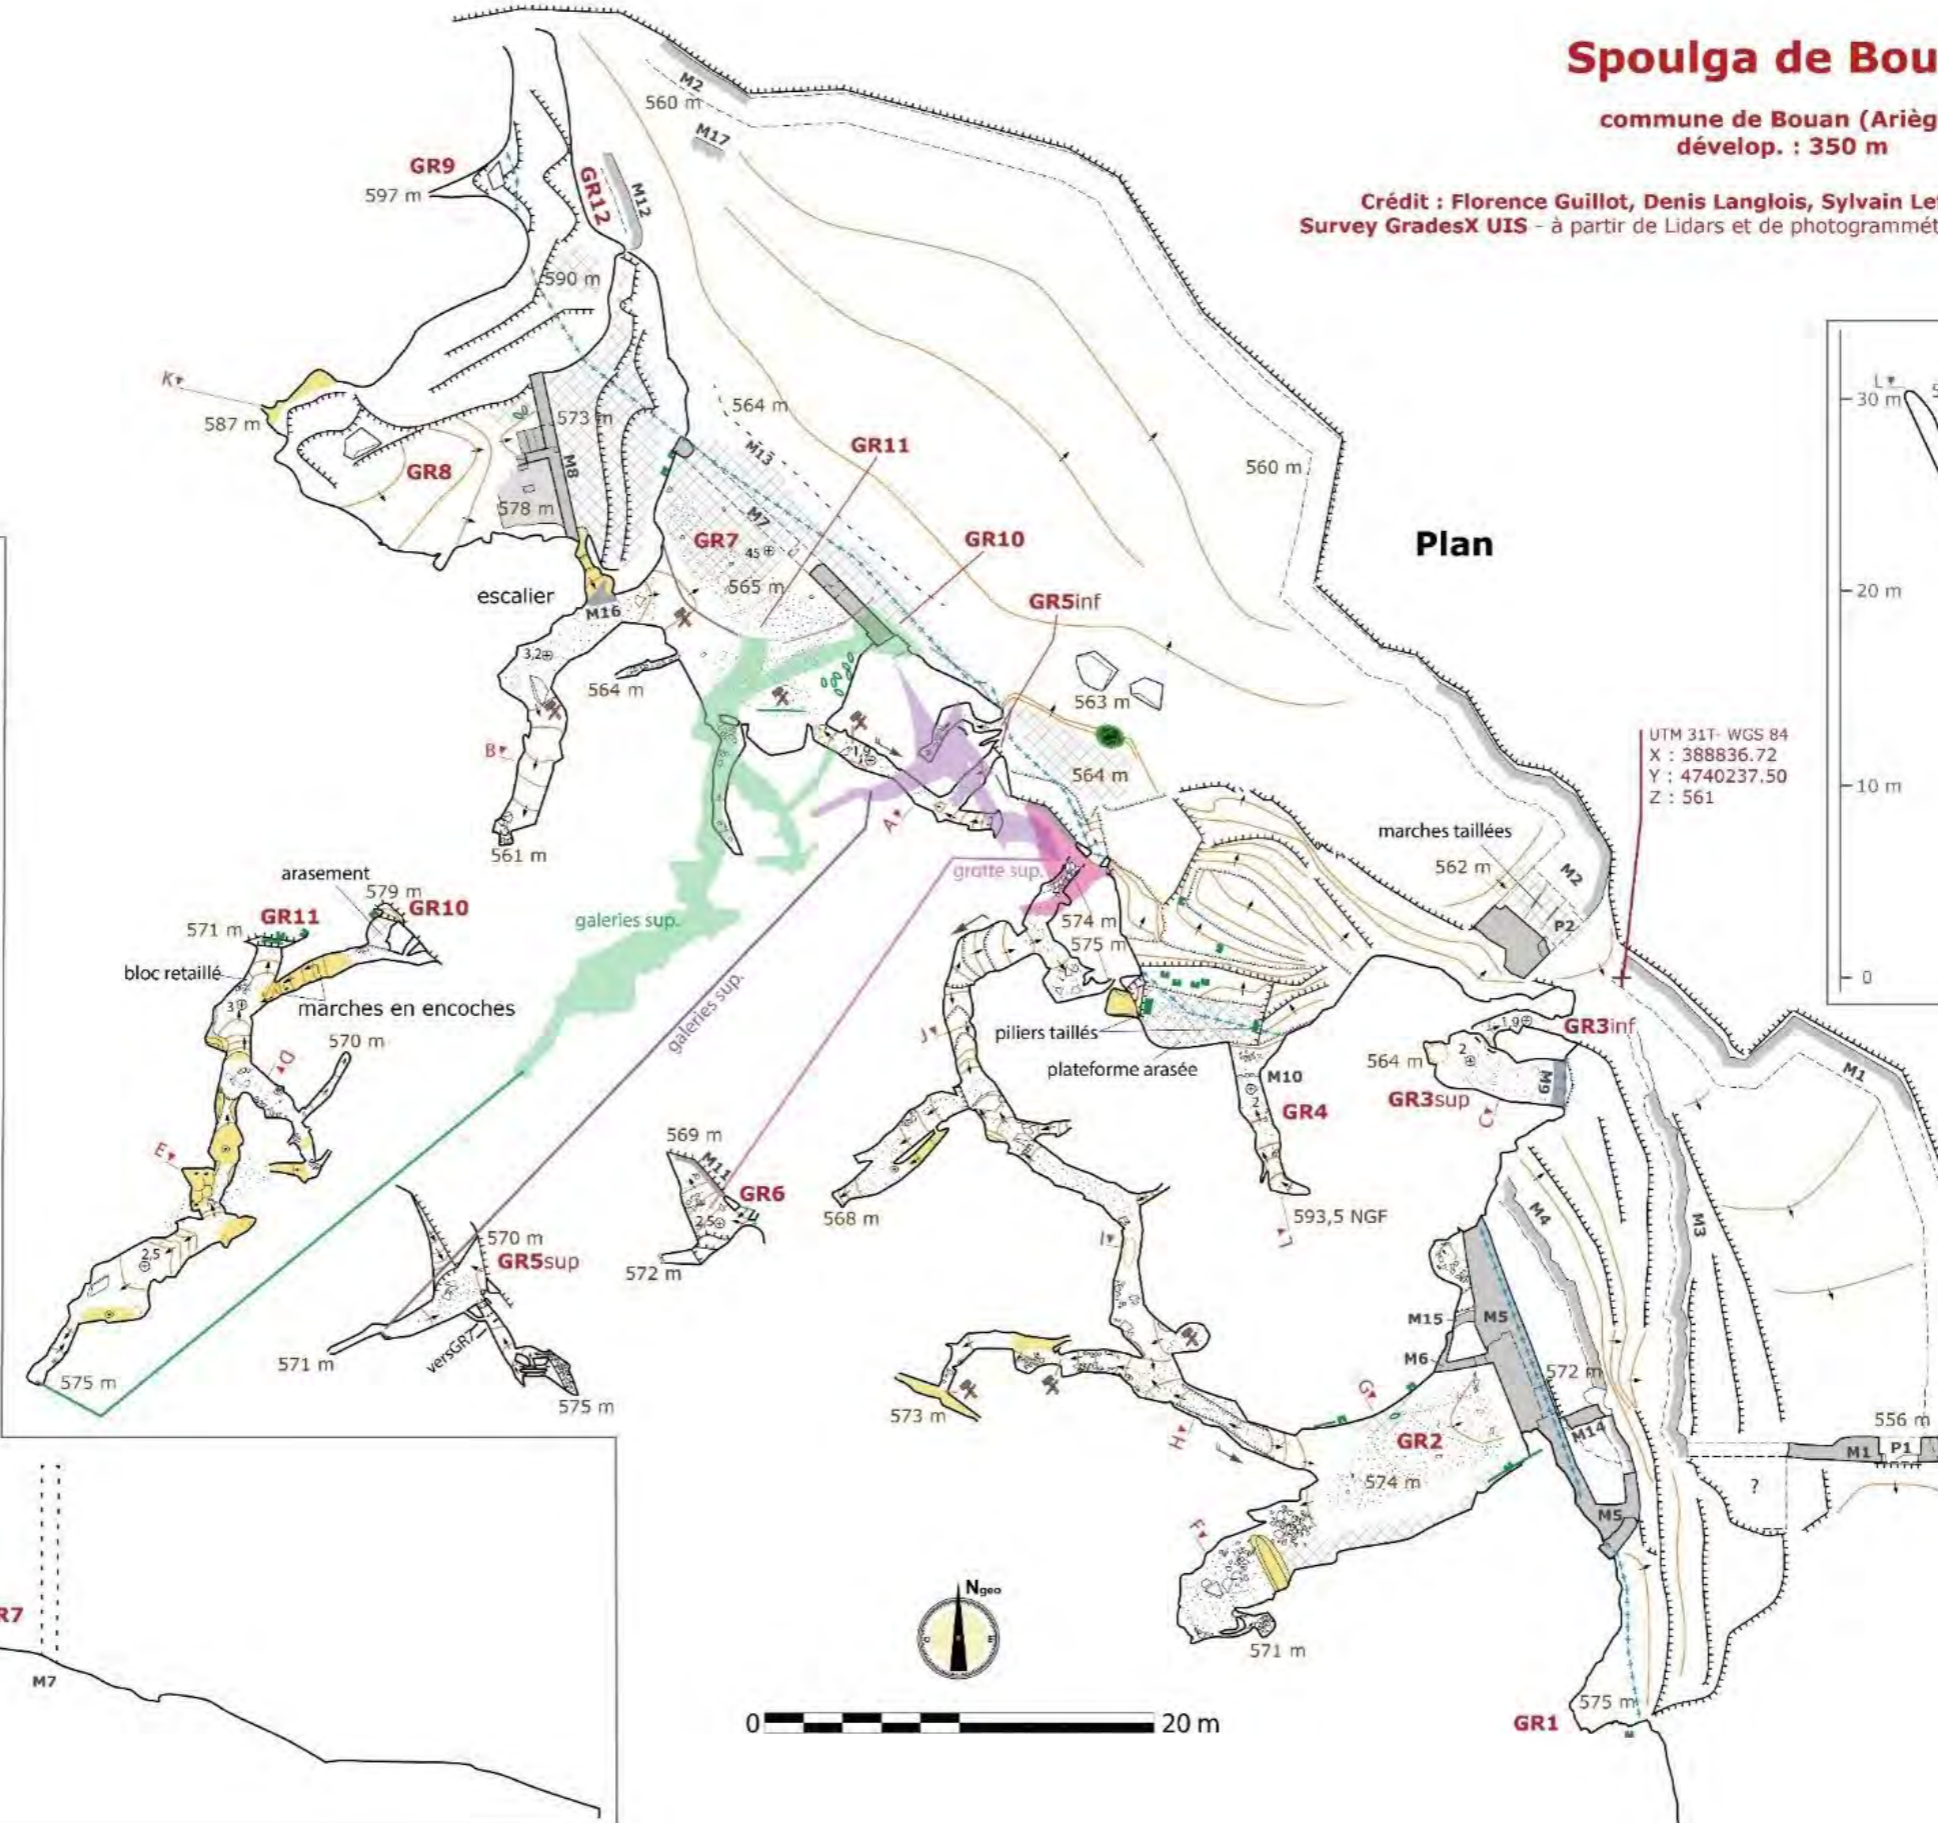 Spoulga de Bou
commune de Bouan (Arièg
dévelop. : 350 m
Crédit : Florence Guillot, Denis Langlois, Sylvain Le
Survey GradesX UIS - à partir de Lidars et de photogrammét
M2
560 m
M17
GR9
597 m
GR12
M12
590 m
K
587 m
GR8
573 m
M8
578 m
564 m
M13
GR11
M7
GR7
45
565 m
GR10
560 m
Plan
L
30 m
20 m
10 m
0
escalier
M16
3,2
564 m
B
561 m
GR5inf
563 m
564 m
1,9
A
UTM 31T- WGS 84
X : 388836.72
Y : 4740237.50
Z : 561
marches taillées
562 m
M2
P2
arasement
579 m
GR10
GR11
571 m
bloc retaillé
marches en encoches
3
570 m
D
E
2,5
575 m
galeries sup.
galeries sup.
grotte sup.
574 m
575 m
J
piliers taillés
plateforme arasée
M10
2
GR4
593,5 NGF
L
1,9
GR3inf
564 m
2
M9
GR3sup
C
M1
569 m
M11
GR6
2,5
572 m
568 m
I
570 m
GR5sup
571 m
versGR7
575 m
M4
M3
M15
M5
M6
572 m
M14
G
GR2
574 m
573 m
H
F
571 m
M5
?
556 m
M1
P1
R7
M7
Ngeo
O
E
0
20 m
575 m
GR1